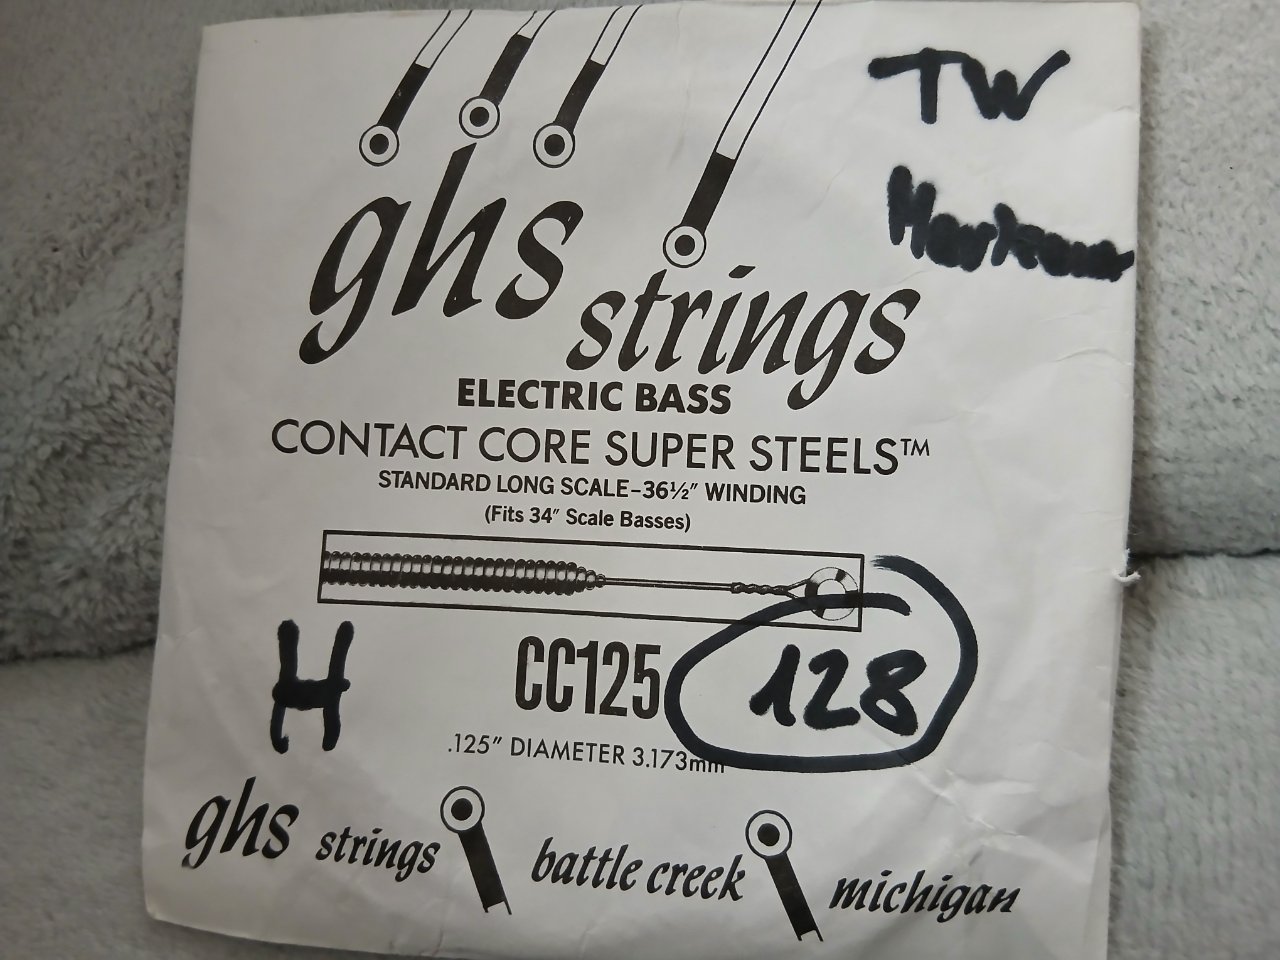 TW
ghs strings
ELECTRIC BASS
CONTACT CORE SUPER STEELS™
STANDARD LONG SCALE-36½" WINDING
(Fits 34" Scale Basses)
H
CC125
128
.125" DIAMETER 3.173mm
ghs strings battle creek michigan